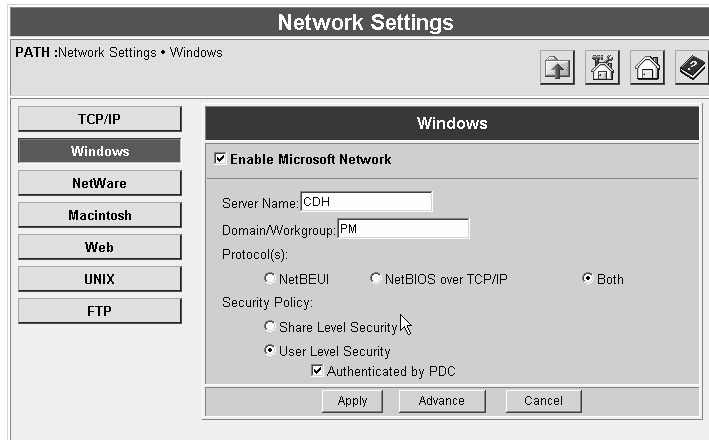 Network Settings
PATH :Network Settings • Windows
TCP/IP
Windows
NetWare
Macintosh
Web
UNIX
FTP
Windows
Enable Microsoft Network
Server Name: CDH
Domain/Workgroup: PM
Protocol(s):
NetBEUI NetBIOS over TCP/IP Both
Security Policy:
Share Level Security
User Level Security
Authenticated by PDC
Apply Advance Cancel